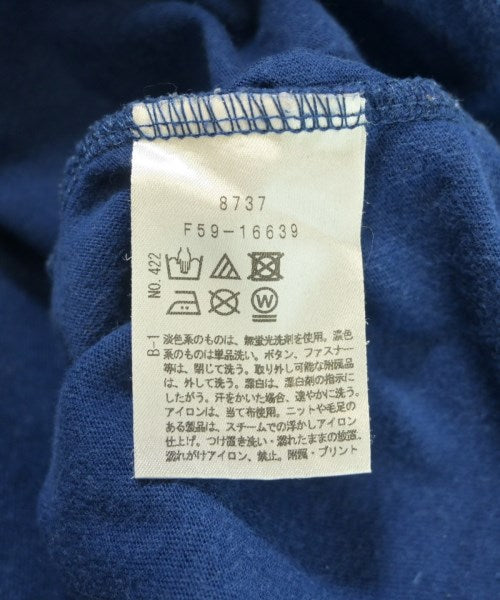 8737
F59-16639
NO.422
W
B-1
淡色系のものは、無蛍光洗剤を使用。濃色
系のものは単品洗い。ボタン、ファスナー
等は、閉じて洗う。取り外し可能な附属品
は、外して洗う。漂白は、漂白剤の指示に
したがう。汗をかいた場合、速やかに洗う。
アイロンは、当て布使用。ニットや毛足の
ある製品は、スチームでの浮かしアイロン
仕上げ。つけ置き洗い・濡れたままの放置、
濡れがけアイロン、禁止。附属・プリント